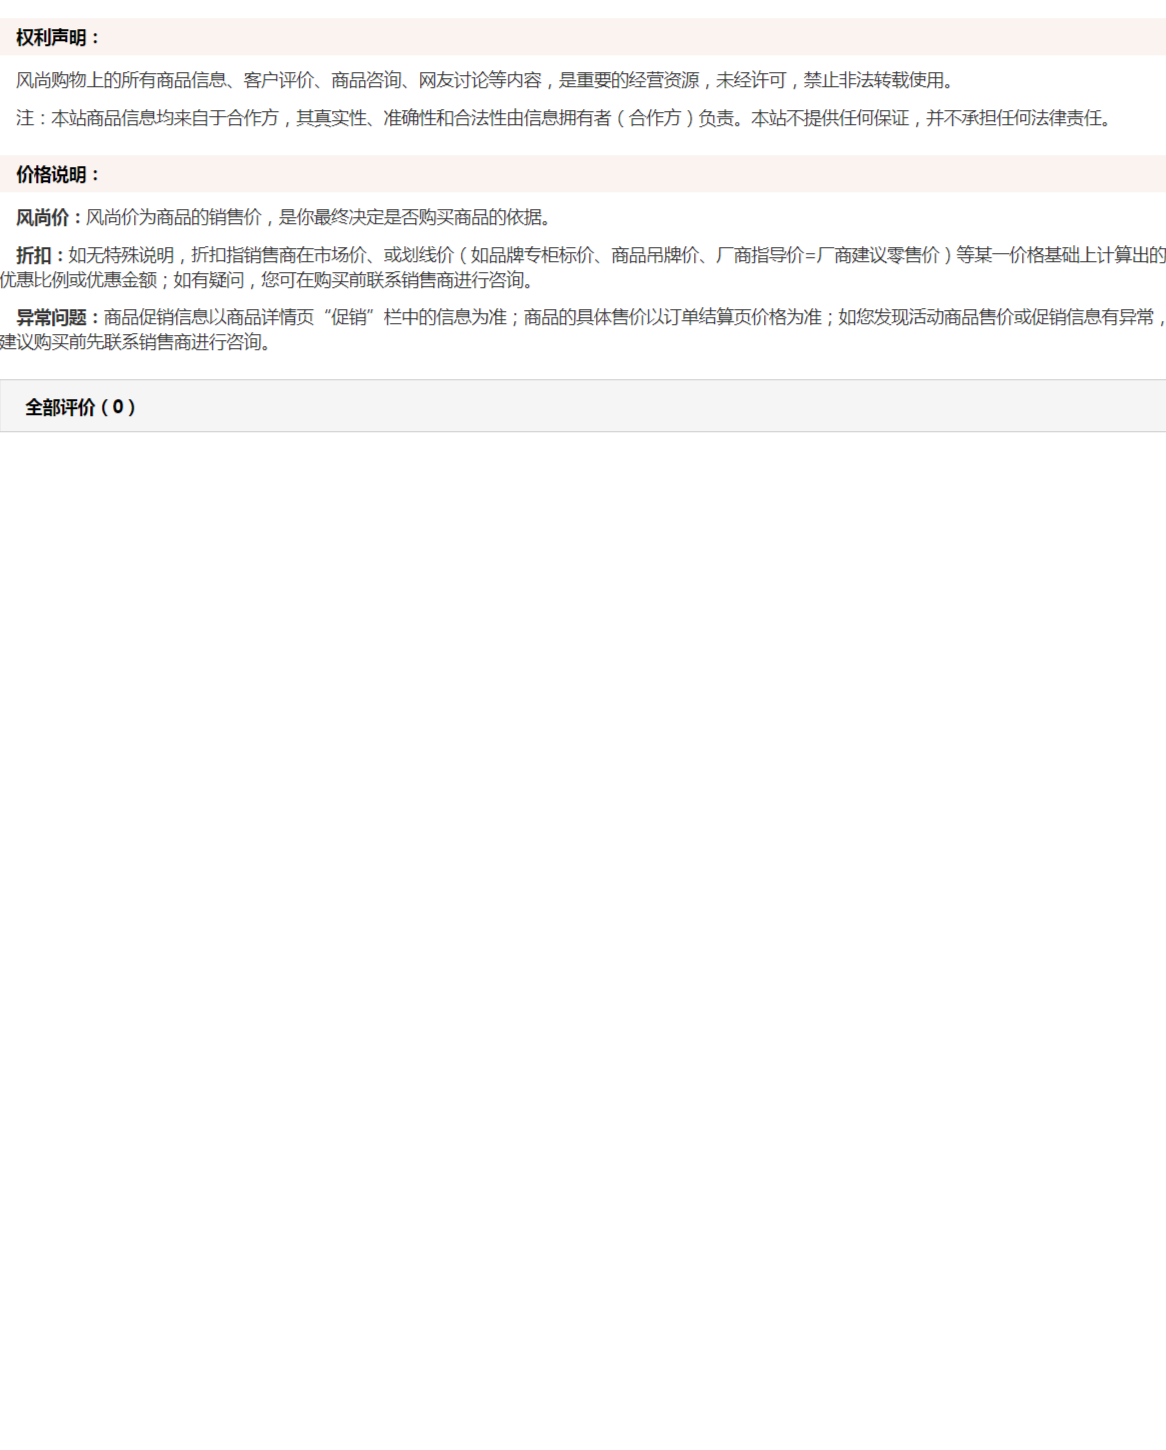 权利声明：
风尚购物上的所有商品信息、客户评价、商品咨询、网友讨论等内容，是重要的经营资源，未经许可，禁止非法转载使用。
注：本站商品信息均来自于合作方，其真实性、准确性和合法性由信息拥有者（合作方）负责。本站不提供任何保证，并不承担任何法律责任。
价格说明：
风尚价：风尚价为商品的销售价，是你最终决定是否购买商品的依据。
折扣：如无特殊说明，折扣指销售商在市场价、或划线价（如品牌专柜标价、商品吊牌价、厂商指导价=厂商建议零售价）等某一价格基础上计算出的
优惠比例或优惠金额；如有疑问，您可在购买前联系销售商进行咨询。
异常问题：商品促销信息以商品详情页“促销”栏中的信息为准；商品的具体售价以订单结算页价格为准；如您发现活动商品售价或促销信息有异常，
建议购买前先联系销售商进行咨询。
全部评价（0）